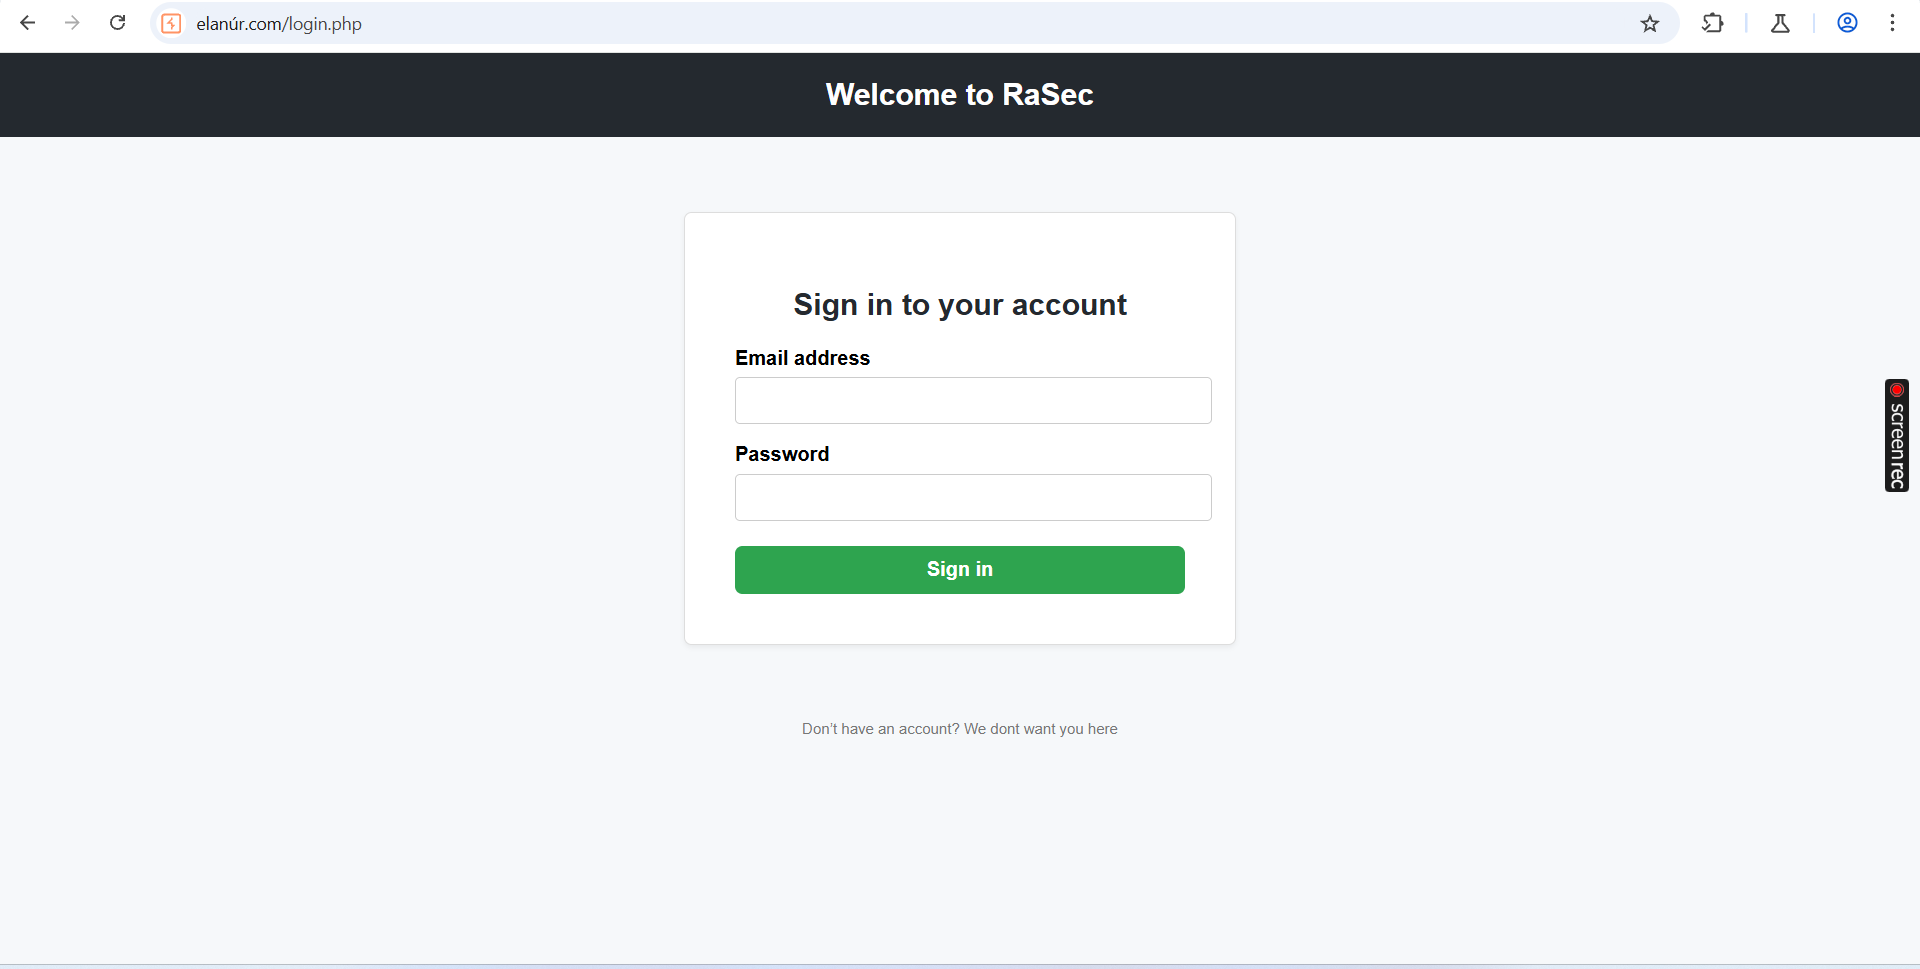 elanúr.com/login.php
Welcome to RaSec
Sign in to your account
Email address
Password
Sign in
Don't have an account? We dont want you here
screenrec